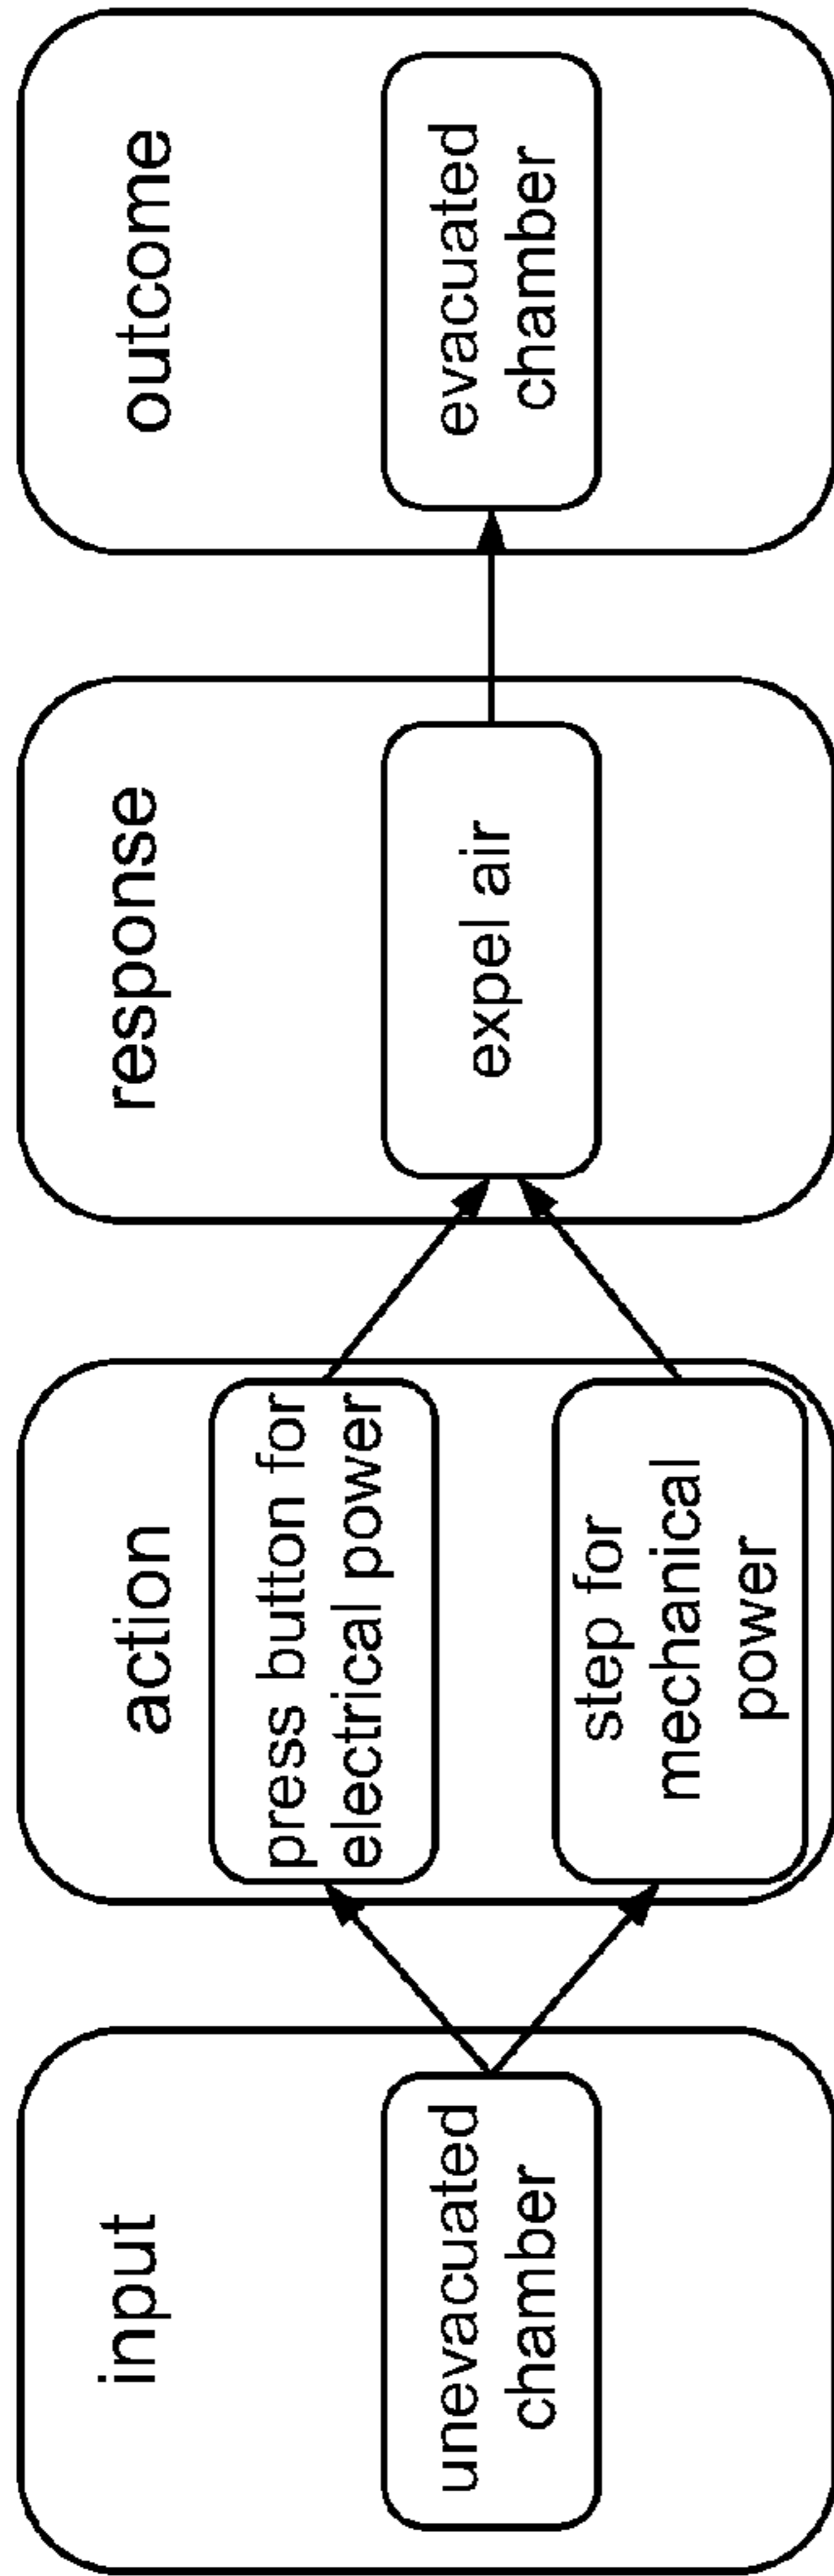 input
unevacuated
chamber
action
press button for
electrical power
step for
mechanical
power
response
expel air
outcome
evacuated
chamber